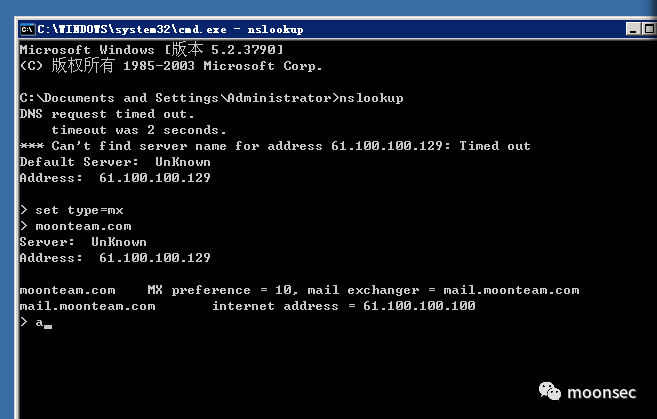 C:\WINDOWS\system32\cmd.exe - nslookup
Microsoft Windows [版本 5.2.3790]
(C) 版权所有 1985-2003 Microsoft Corp.
C:\Documents and Settings\Administrator>nslookup
DNS request timed out.
    timeout was 2 seconds.
*** Can't find server name for address 61.100.100.129: Timed out
Default Server:  UnKnown
Address:  61.100.100.129
> set type=mx
> moonteam.com
Server:  UnKnown
Address:  61.100.100.129
moonteam.com    MX preference = 10, mail exchanger = mail.moonteam.com
mail.moonteam.com       internet address = 61.100.100.100
> a_
moonsec